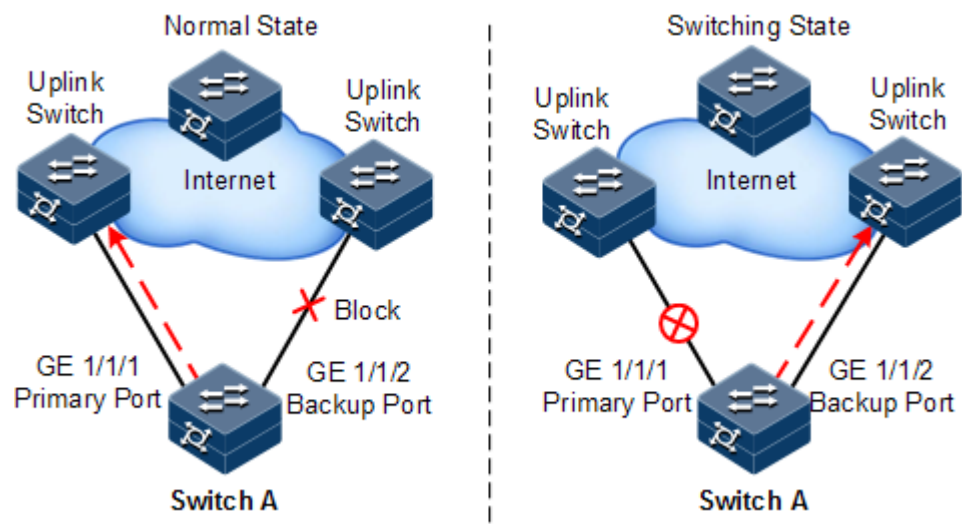 Normal State
Uplink
Switch
Uplink
Switch
Internet
Block
GE 1/1/1
Primary Port
GE 1/1/2
Backup Port
Switch A
Switching State
Uplink
Switch
Uplink
Switch
Internet
GE 1/1/1
Primary Port
GE 1/1/2
Backup Port
Switch A